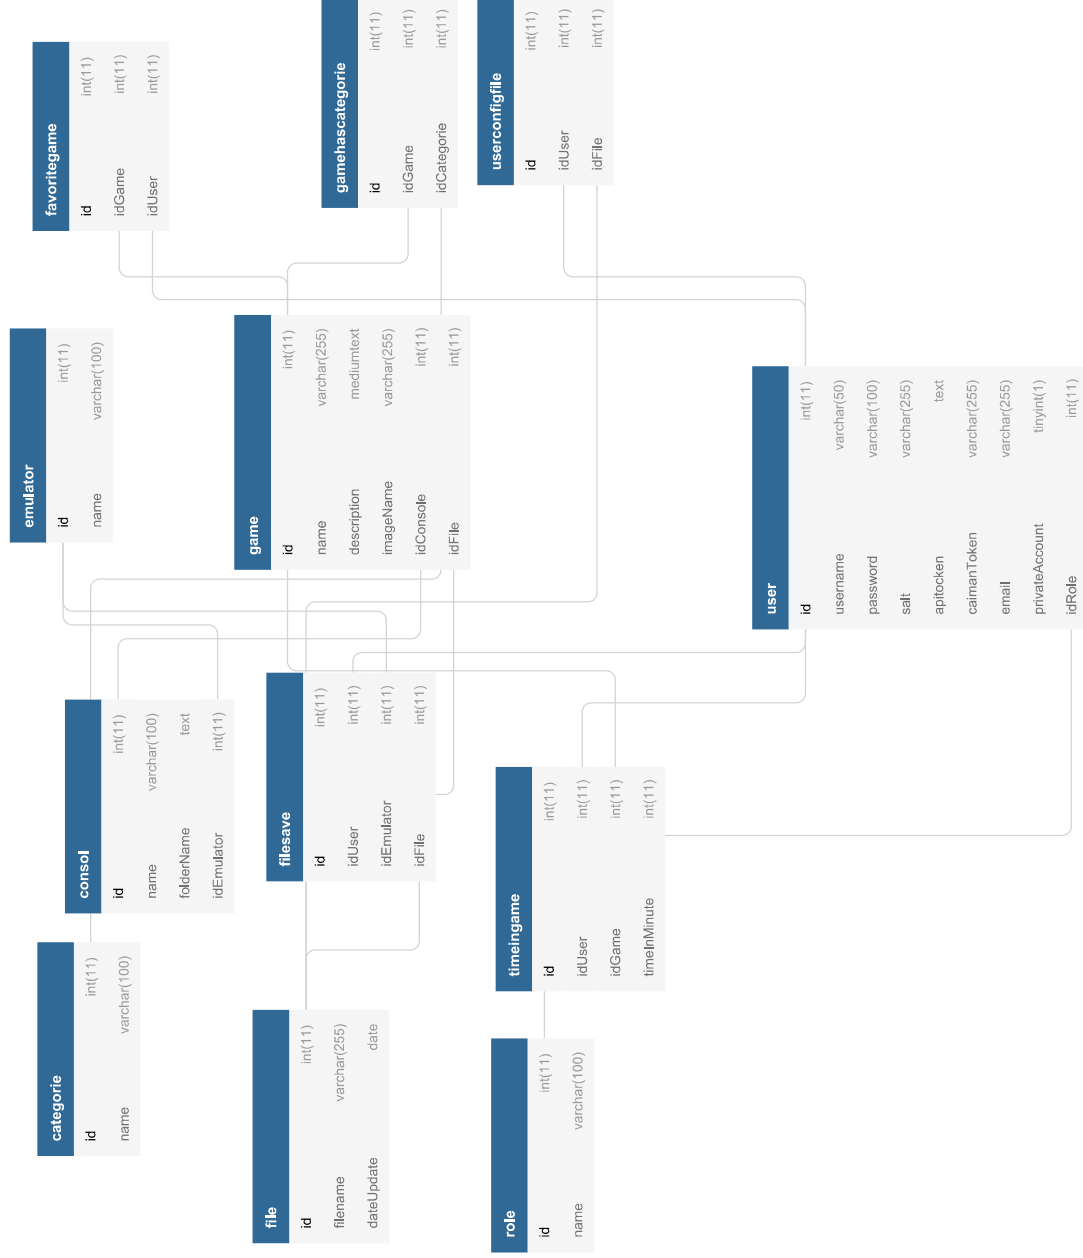 categorie
id int(11)
name varchar(100)
consol
id int(11)
name varchar(100)
folderName text
idEmulator int(11)
emulator
id int(11)
name varchar(100)
favoritegame
id int(11)
idGame int(11)
idUser int(11)
file
id int(11)
filename varchar(255)
dateUpdate date
filesave
id int(11)
idUser int(11)
idEmulator int(11)
idFile int(11)
game
id int(11)
name varchar(255)
description mediumtext
imageName varchar(255)
idConsole int(11)
idFile int(11)
gamehascategorie
id int(11)
idGame int(11)
idCategorie int(11)
role
id int(11)
name varchar(100)
timeingame
id int(11)
idUser int(11)
idGame int(11)
timeInMinute int(11)
userconfigfile
id int(11)
idUser int(11)
idFile int(11)
user
id int(11)
username varchar(50)
password varchar(100)
salt varchar(255)
apitocken text
caimanToken varchar(255)
email varchar(255)
privateAccount tinyint(1)
idRole int(11)